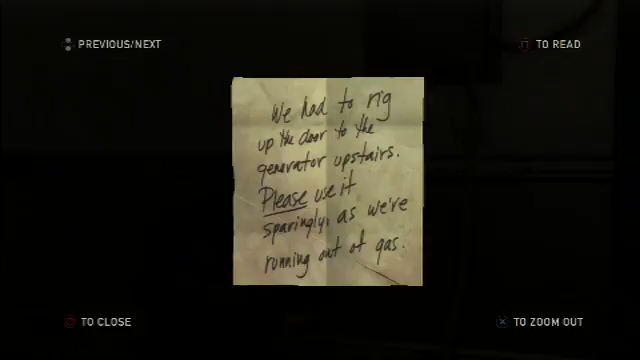 PREVIOUS/NEXT
TO READ
We had to rig
up the door to the
generator upstairs.
Please use it
sparingly, as we're
running out of gas.
TO CLOSE
TO ZOOM OUT